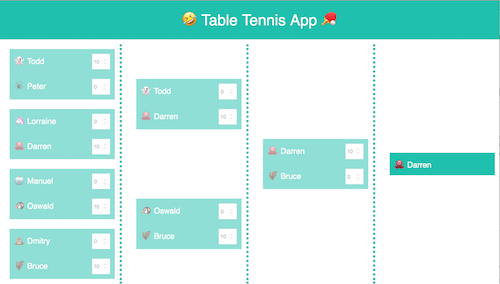 🤣 Table Tennis App 🏓
Todd 10
Peter 0
Lorraine 0
Darren 10
Manuel 0
Oswald 10
Dmitry 0
Bruce 10
Todd 0
Darren 10
Oswald 0
Bruce 10
Darren 10
Bruce 0
Darren